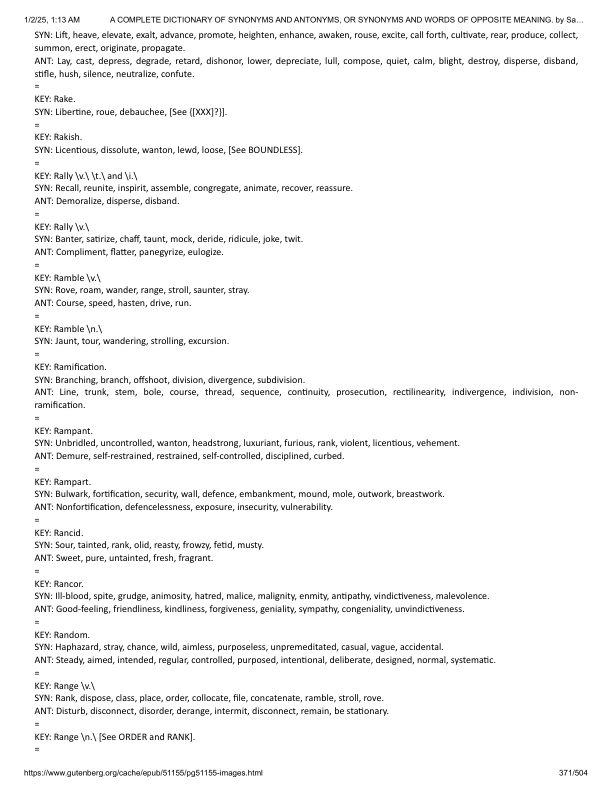 1/2/25, 1:13 AM A COMPLETE DICTIONARY OF SYNONYMS AND ANTONYMS, OR SYNONYMS AND WORDS OF OPPOSITE MEANING. by Sa…
SYN: Lift, heave, elevate, exalt, advance, promote, heighten, enhance, awaken, rouse, excite, call forth, cultivate, rear, produce, collect,
summon, erect, originate, propagate.
ANT: Lay, cast, depress, degrade, retard, dishonor, lower, depreciate, lull, compose, quiet, calm, blight, destroy, disperse, disband,
stifle, hush, silence, neutralize, confute.
=
KEY: Rake.
SYN: Libertine, roue, debauchee, [See {[XXX]?}].
=
KEY: Rakish.
SYN: Licentious, dissolute, wanton, lewd, loose, [See BOUNDLESS].
=
KEY: Rally \v.\ \t.\ and \i.\
SYN: Recall, reunite, inspirit, assemble, congregate, animate, recover, reassure.
ANT: Demoralize, disperse, disband.
=
KEY: Rally \v.\
SYN: Banter, satirize, chaff, taunt, mock, deride, ridicule, joke, twit.
ANT: Compliment, flatter, panegyrize, eulogize.
=
KEY: Ramble \v.\
SYN: Rove, roam, wander, range, stroll, saunter, stray.
ANT: Course, speed, hasten, drive, run.
=
KEY: Ramble \n.\
SYN: Jaunt, tour, wandering, strolling, excursion.
=
KEY: Ramification.
SYN: Branching, branch, offshoot, division, divergence, subdivision.
ANT: Line, trunk, stem, bole, course, thread, sequence, continuity, prosecution, rectilinearity, indivergence, indivision, non-
ramification.
=
KEY: Rampant.
SYN: Unbridled, uncontrolled, wanton, headstrong, luxuriant, furious, rank, violent, licentious, vehement.
ANT: Demure, self-restrained, restrained, self-controlled, disciplined, curbed.
=
KEY: Rampart.
SYN: Bulwark, fortification, security, wall, defence, embankment, mound, mole, outwork, breastwork.
ANT: Nonfortification, defencelessness, exposure, insecurity, vulnerability.
=
KEY: Rancid.
SYN: Sour, tainted, rank, olid, reasty, frowzy, fetid, musty.
ANT: Sweet, pure, untainted, fresh, fragrant.
=
KEY: Rancor.
SYN: Ill-blood, spite, grudge, animosity, hatred, malice, malignity, enmity, antipathy, vindictiveness, malevolence.
ANT: Good-feeling, friendliness, kindliness, forgiveness, geniality, sympathy, congeniality, unvindictiveness.
=
KEY: Random.
SYN: Haphazard, stray, chance, wild, aimless, purposeless, unpremeditated, casual, vague, accidental.
ANT: Steady, aimed, intended, regular, controlled, purposed, intentional, deliberate, designed, normal, systematic.
=
KEY: Range \v.\
SYN: Rank, dispose, class, place, order, collocate, file, concatenate, ramble, stroll, rove.
ANT: Disturb, disconnect, disorder, derange, intermit, disconnect, remain, be stationary.
=
KEY: Range \n.\ [See ORDER and RANK].
=
https://www.gutenberg.org/cache/epub/51155/pg51155-images.html 371/504